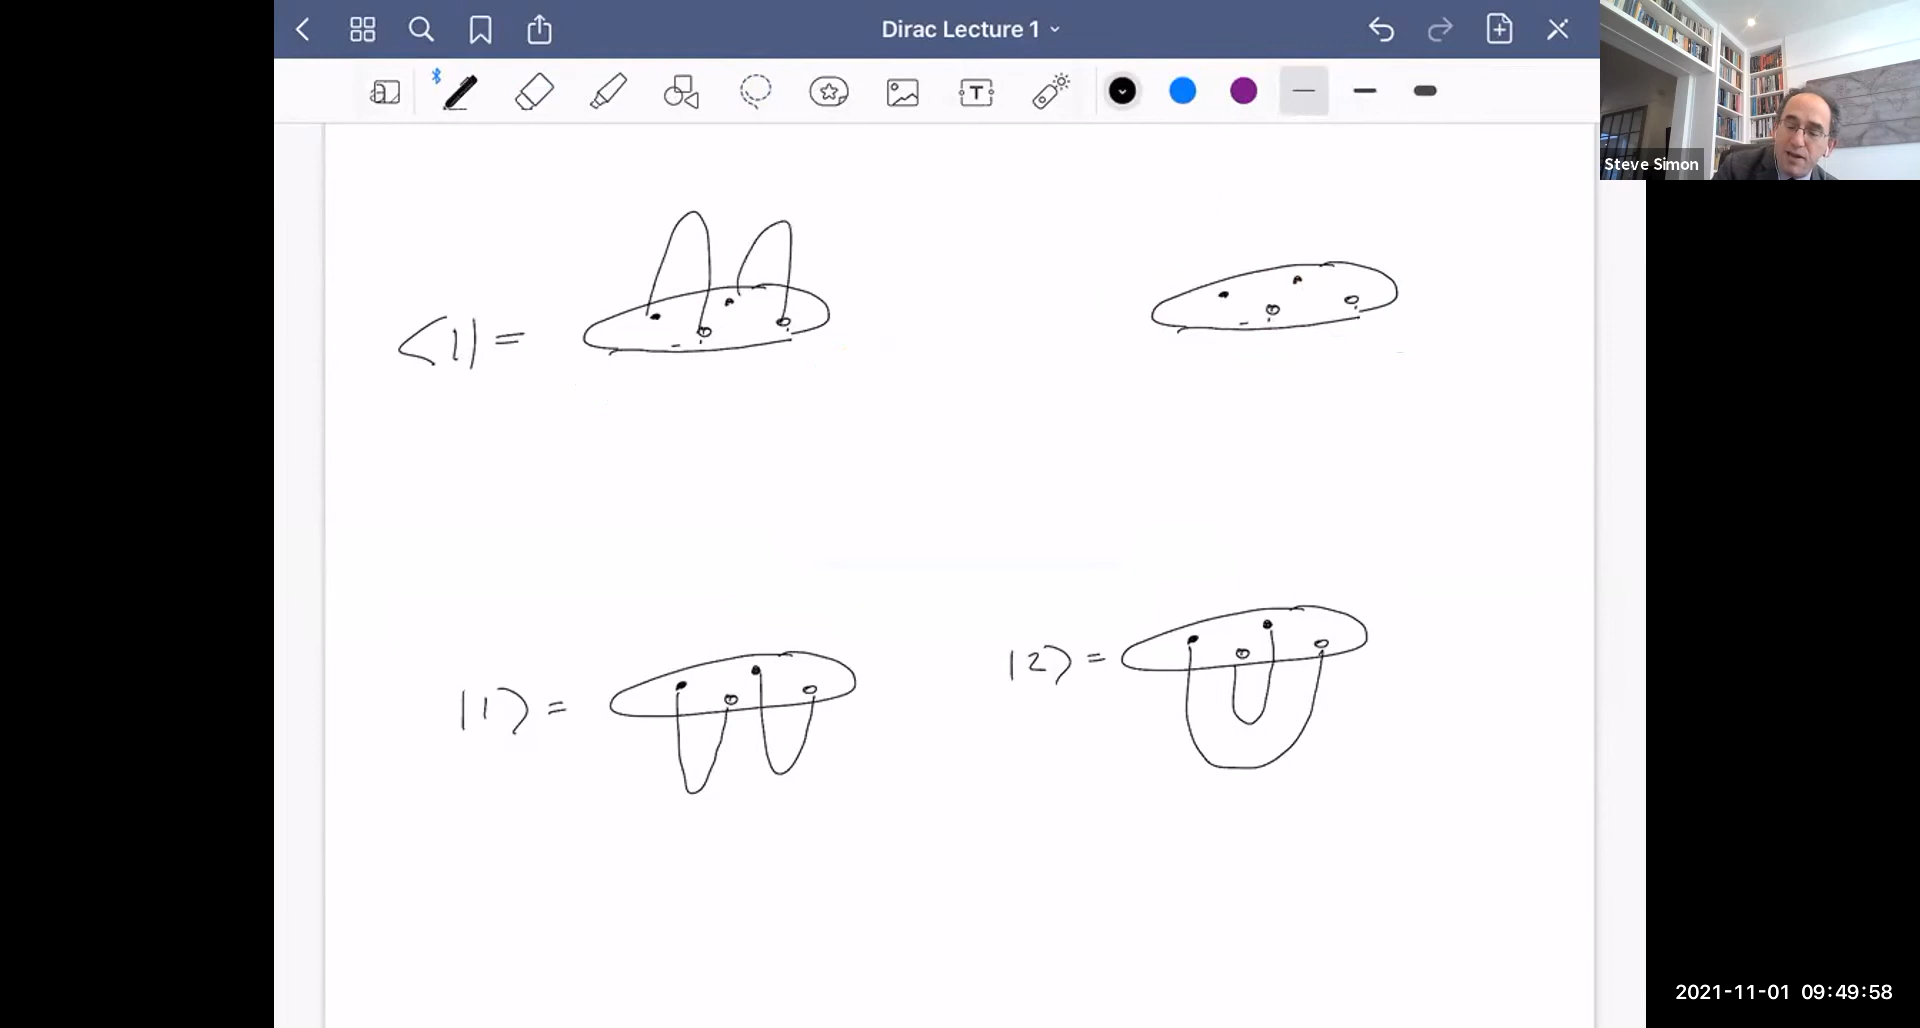 Dirac Lecture 1
T
Steve Simon
⟨1| =
|1⟩ =
|2⟩ =
2021-11-01 09:49:58